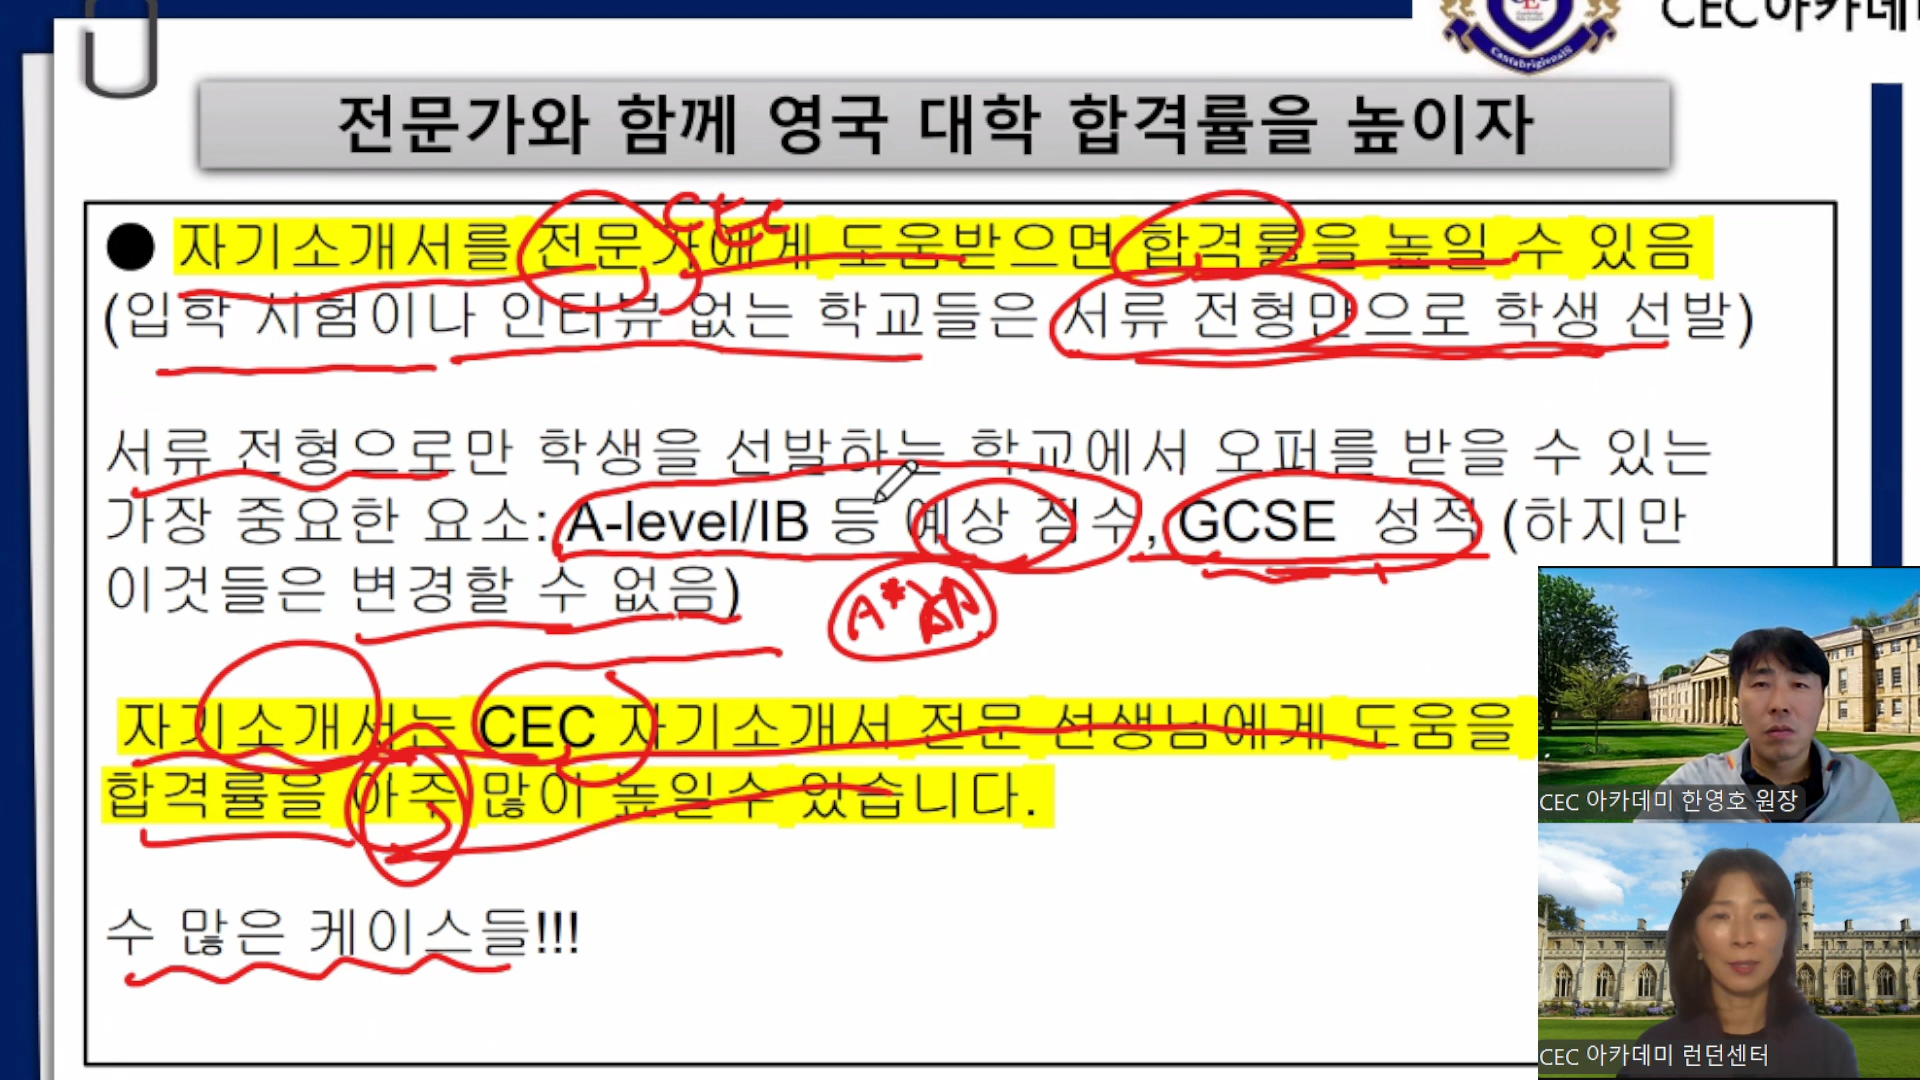 CEC아카데
Cantabrigiensis
전문가와 함께 영국 대학 합격률을 높이자
CEC
● 자기소개서를 전문가에게 도움받으면 합격률을 높일 수 있음
(입학 시험이나 인터뷰 없는 학교들은 서류 전형만으로 학생 선발)
서류 전형으로만 학생을 선발하는 학교에서 오퍼를 받을 수 있는
가장 중요한 요소: A-level/IB 등 예상 점수, GCSE 성적 (하지만
이것들은 변경할 수 없음)
A*AA
자기소개서는 CEC 자기소개서 전문 선생님에게 도움을
합격률을 아주 많이 높일수 있습니다.
수 많은 케이스들!!!
CEC 아카데미 한영호 원장
CEC 아카데미 런던센터